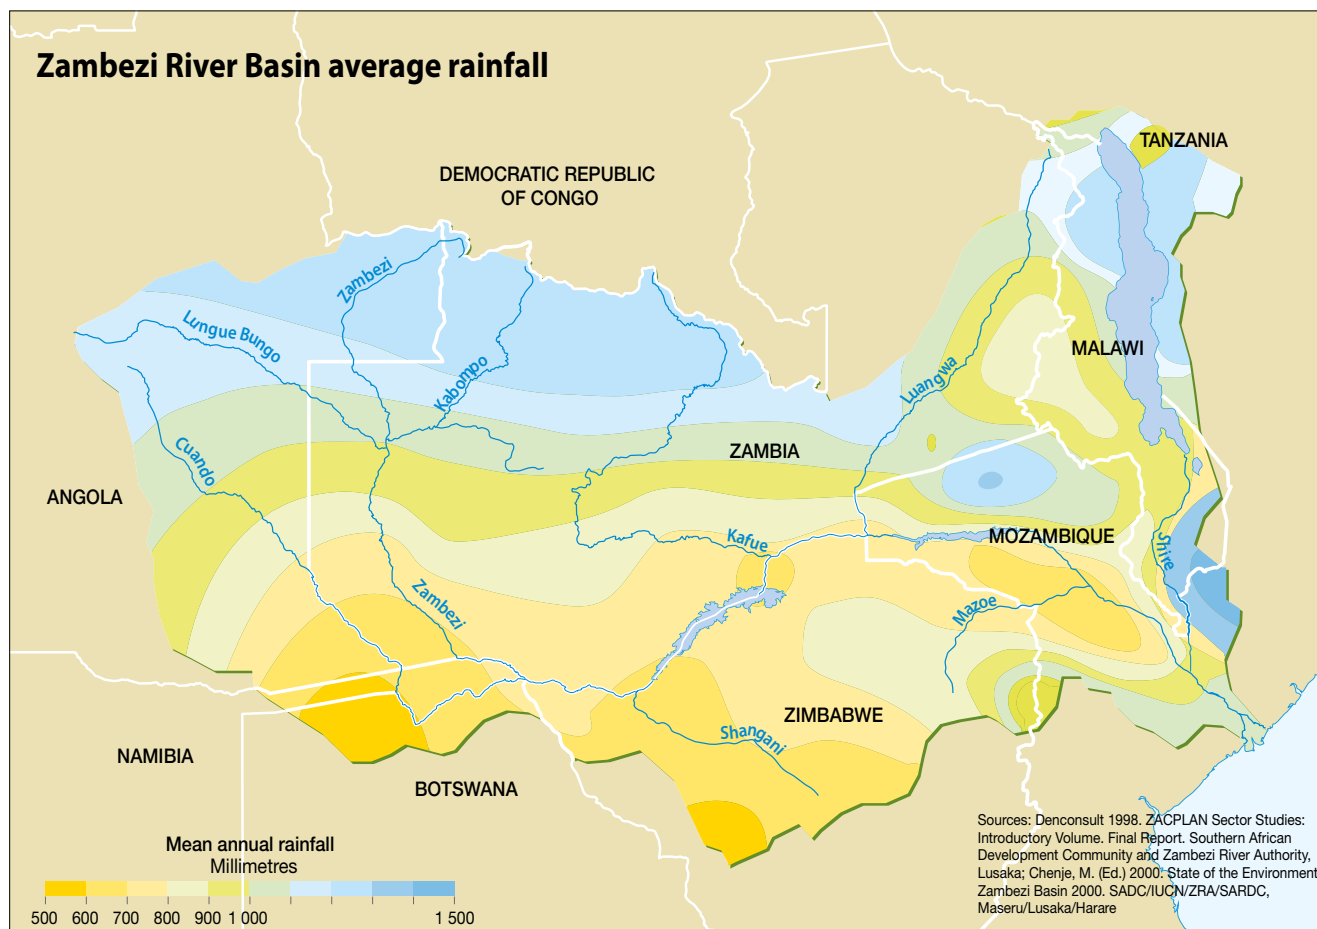 Zambezi River Basin average rainfall
TANZANIA
DEMOCRATIC REPUBLIC
OF CONGO
Zambezi
Lungue Bungo
Kabompo
MALAWI
Luangwa
Cuando
ZAMBIA
ANGOLA
Kafue
MOZAMBIQUE
Shire
Zambezi
Mazoe
ZIMBABWE
Shangani
NAMIBIA
BOTSWANA
Mean annual rainfall
Millimetres
500 600 700 800 900 1 000 1 500
Sources: Denconsult 1998. ZACPLAN Sector Studies:
Introductory Volume. Final Report. Southern African
Development Community and Zambezi River Authority,
Lusaka; Chenje, M. (Ed.) 2000. State of the Environment
Zambezi Basin 2000. SADC/IUCN/ZRA/SARDC,
Maseru/Lusaka/Harare